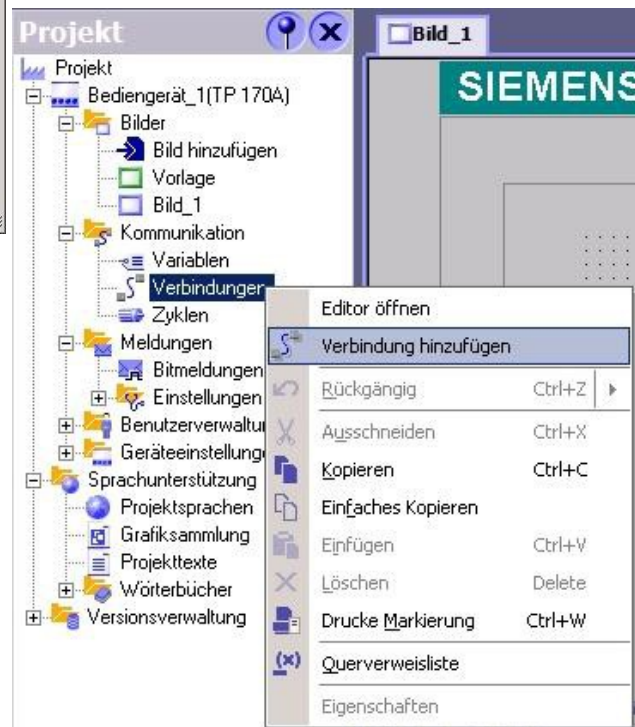 Projekt
Bild_1
Projekt
Bediengerät_1(TP 170A)
Bilder
Bild hinzufügen
Vorlage
Bild_1
Kommunikation
Variablen
Verbindungen
Zyklen
Meldungen
Bitmeldungen
Einstellungen
Benutzerverwaltu
Geräteeinstellung
Sprachunterstützung
Projektsprachen
Grafiksammlung
Projekttexte
Wörterbücher
Versionsverwaltung
SIEMENS
Editor öffnen
Verbindung hinzufügen
Rückgängig Ctrl+Z
Ausschneiden Ctrl+X
Kopieren Ctrl+C
Einfaches Kopieren
Einfügen Ctrl+V
Löschen Delete
Drucke Markierung Ctrl+W
Querverweisliste
Eigenschaften